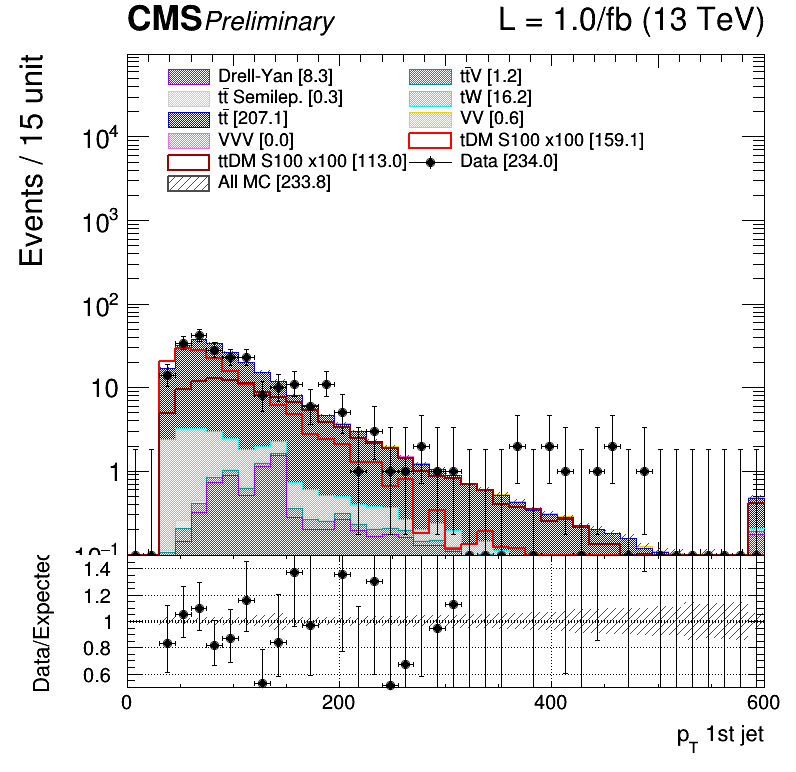 CMS Preliminary L = 1.0/fb (13 TeV)
Events / 15 unit
Drell-Yan [8.3] tt̄V [1.2]
tt̄ Semilep. [0.3] tW [16.2]
tt̄ [207.1] VV [0.6]
VVV [0.0] tDM S100 x100 [159.1]
ttDM S100 x100 [113.0] Data [234.0]
All MC [233.8]
10⁴
10³
10²
10
1
10⁻¹
Data/Expected
1.4
1.2
1
0.8
0.6
0 200 400 600
p_T 1st jet